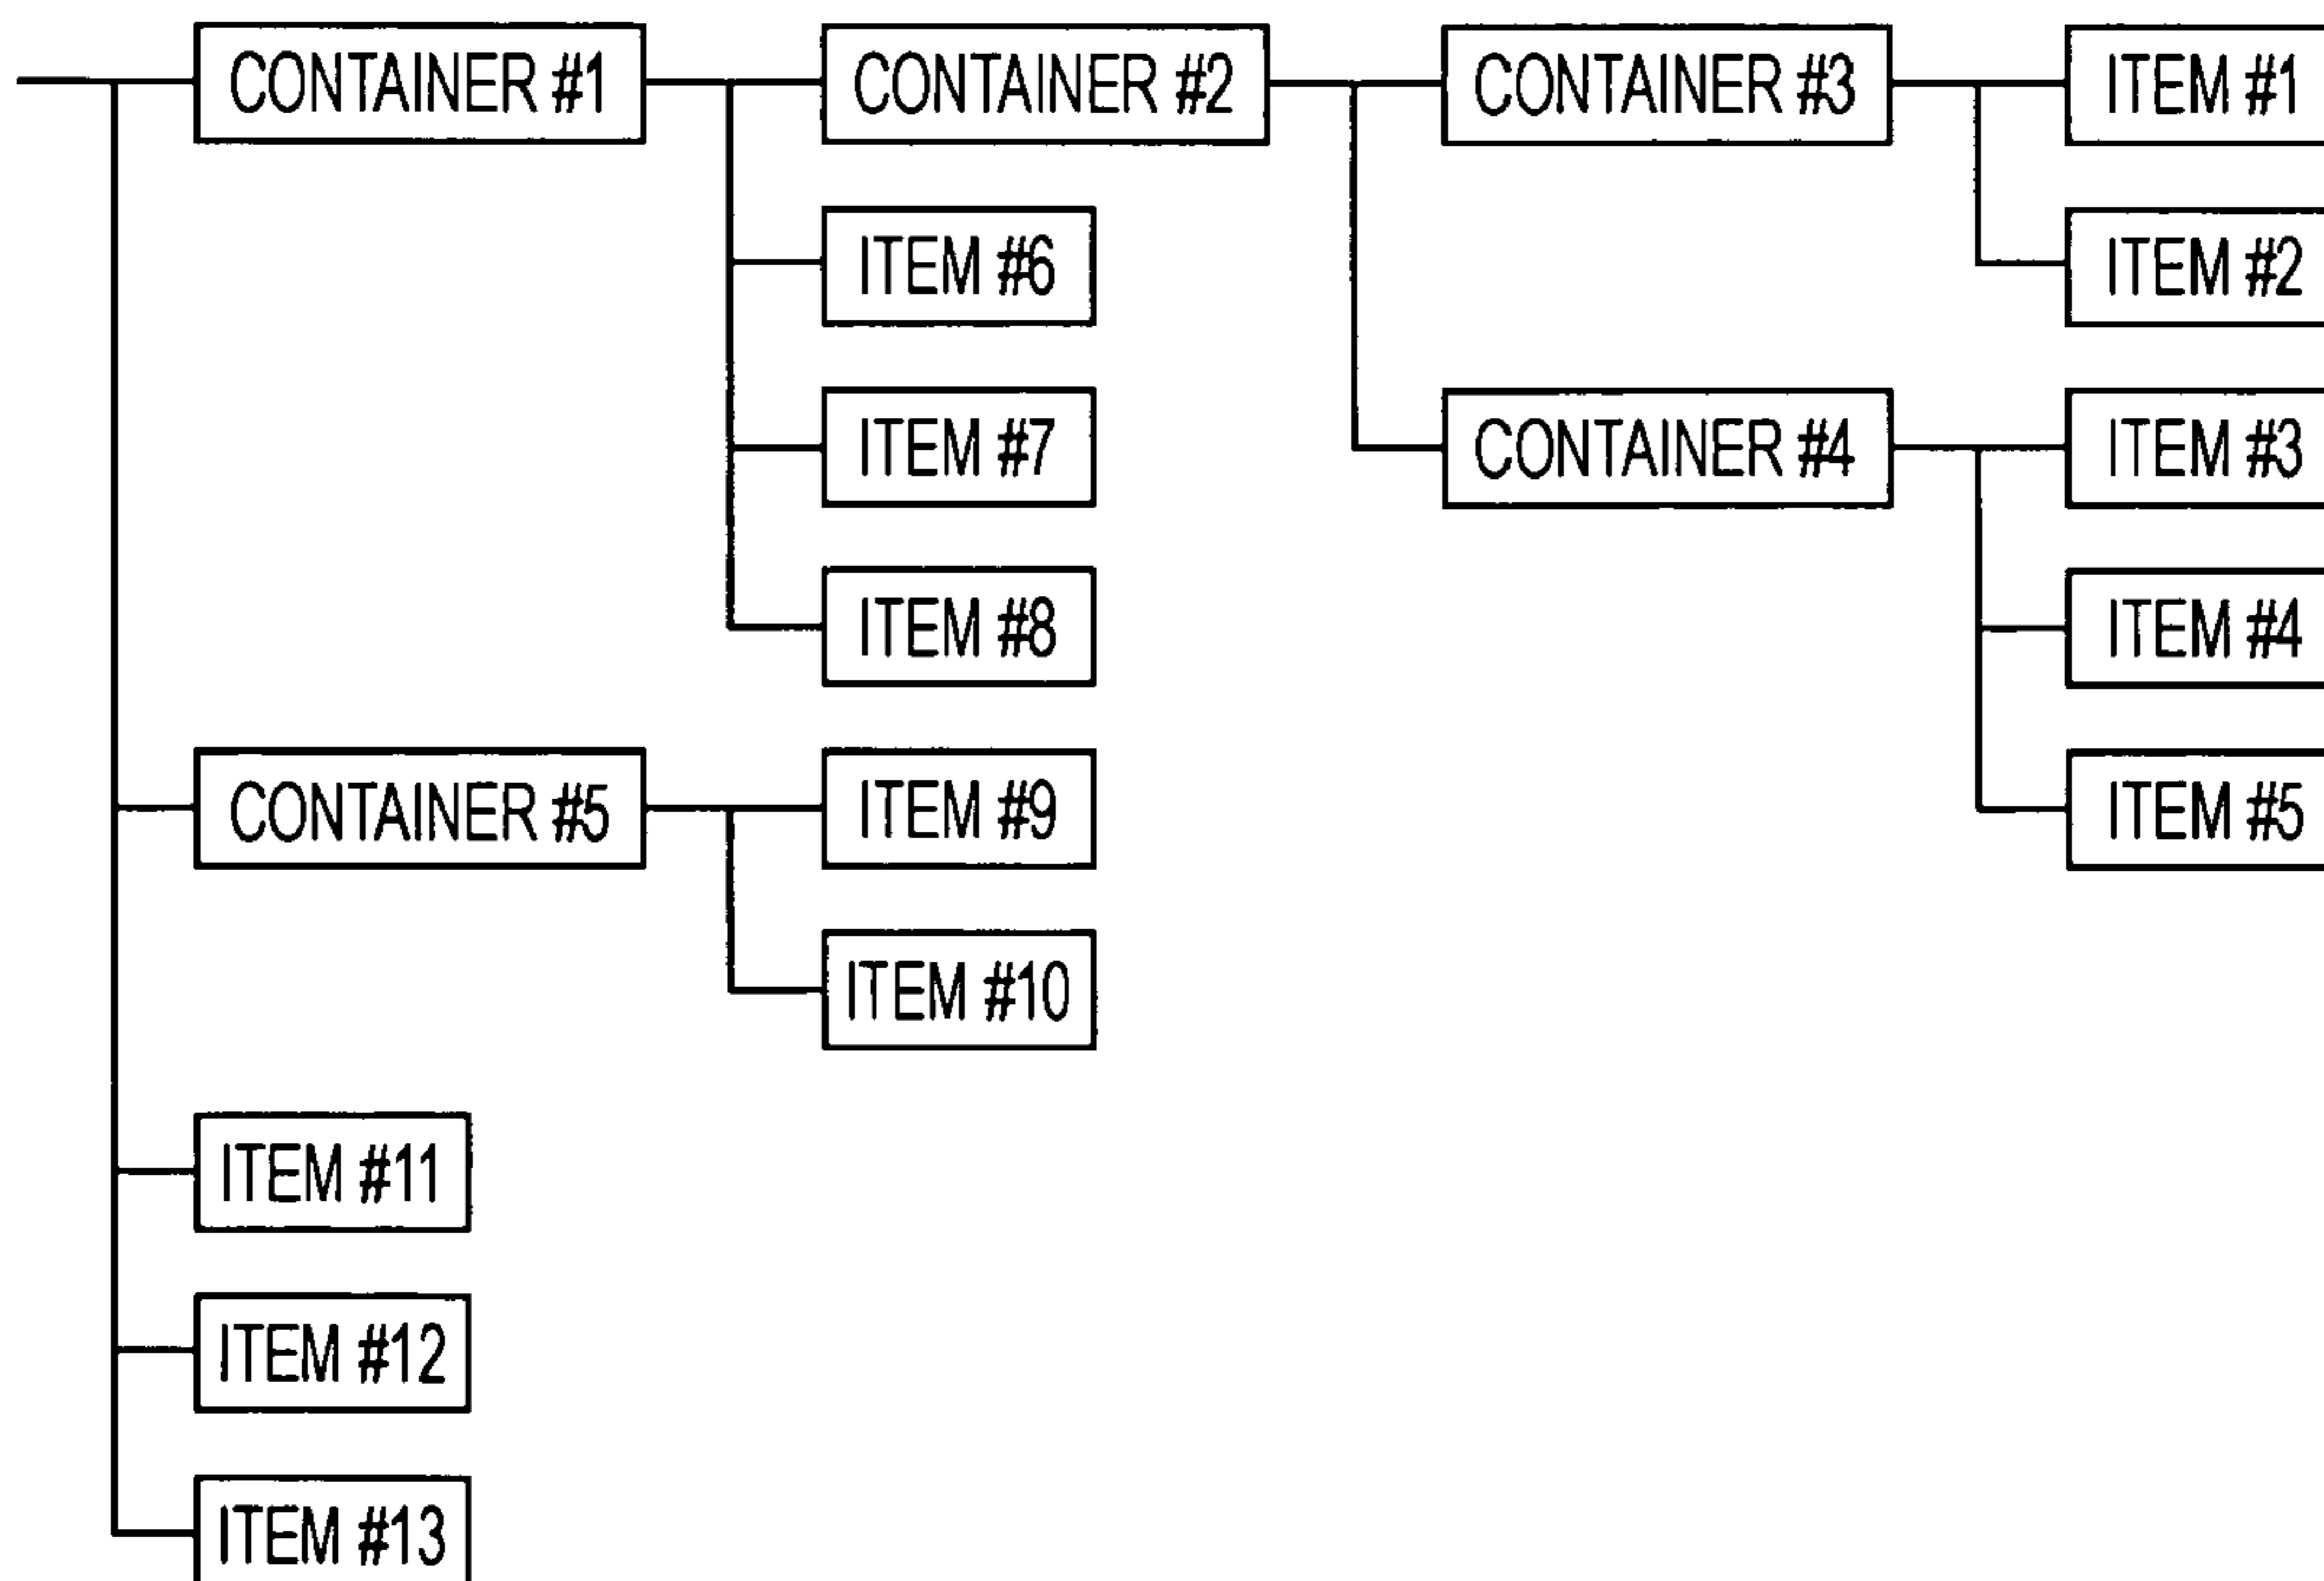 CONTAINER #1
CONTAINER #2
CONTAINER #3
ITEM #1
ITEM #6
ITEM #2
ITEM #7
CONTAINER #4
ITEM #3
ITEM #8
ITEM #4
CONTAINER #5
ITEM #9
ITEM #5
ITEM #10
ITEM #11
ITEM #12
ITEM #13